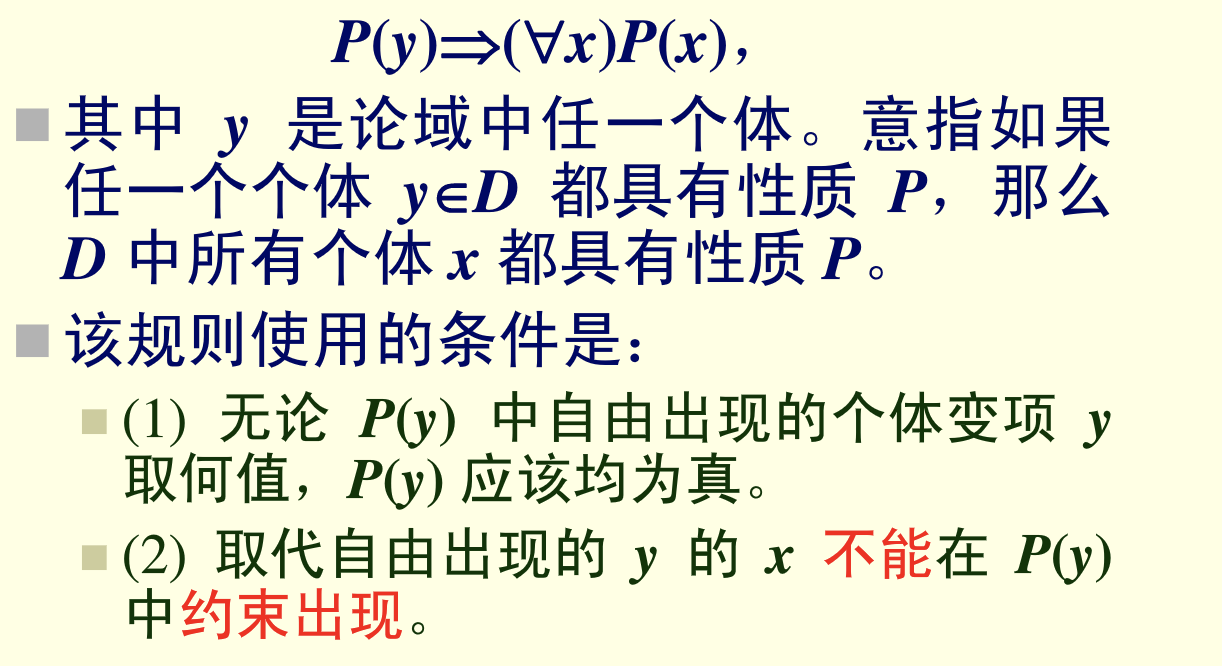 P(y)⇒(∀x)P(x)，
其中 y 是论域中任一个体。意指如果
任一个个体 y∈D 都具有性质 P，那么
D 中所有个体 x 都具有性质 P。
该规则使用的条件是：
(1) 无论 P(y) 中自由出现的个体变项 y
取何值，P(y) 应该均为真。
(2) 取代自由出现的 y 的 x 不能在 P(y)
中约束出现。